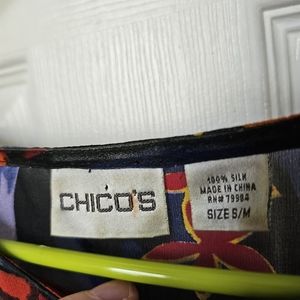 CHICO'S
100% SILK
MADE IN CHINA
RN# 79984
SIZE S/M